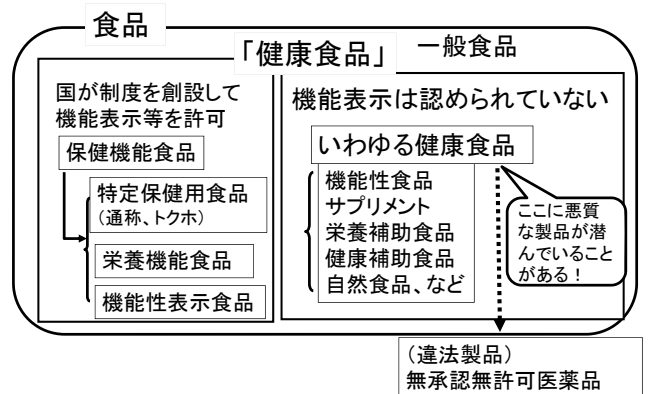 食品
「健康食品」
一般食品
国が制度を創設して
機能表示等を許可
保健機能食品
特定保健用食品
（通称、トクホ）
栄養機能食品
機能性表示食品
機能表示は認められていない
いわゆる健康食品
機能性食品
サプリメント
栄養補助食品
健康補助食品
自然食品、など
ここに悪質
な製品が潜
んでいること
がある！
（違法製品）
無承認無許可医薬品